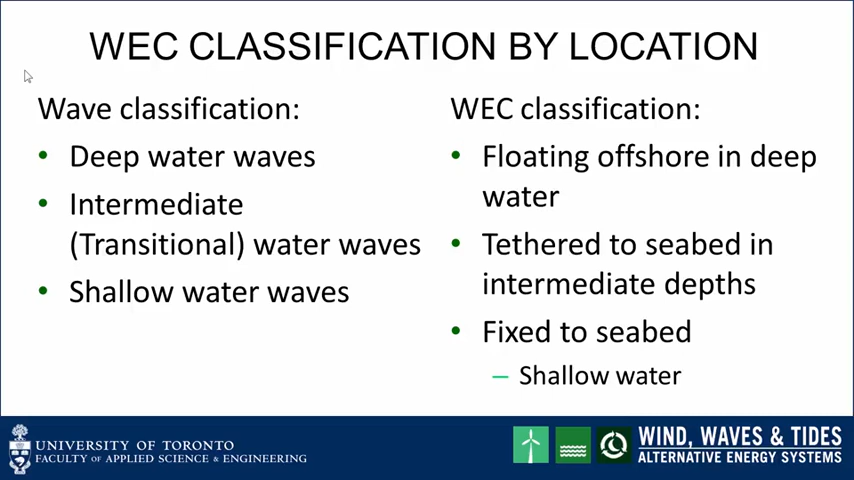 WEC CLASSIFICATION BY LOCATION
Wave classification:
• Deep water waves
• Intermediate
(Transitional) water waves
• Shallow water waves
WEC classification:
• Floating offshore in deep
water
• Tethered to seabed in
intermediate depths
• Fixed to seabed
– Shallow water
UNIVERSITY OF TORONTO
FACULTY OF APPLIED SCIENCE & ENGINEERING
WIND, WAVES & TIDES
ALTERNATIVE ENERGY SYSTEMS